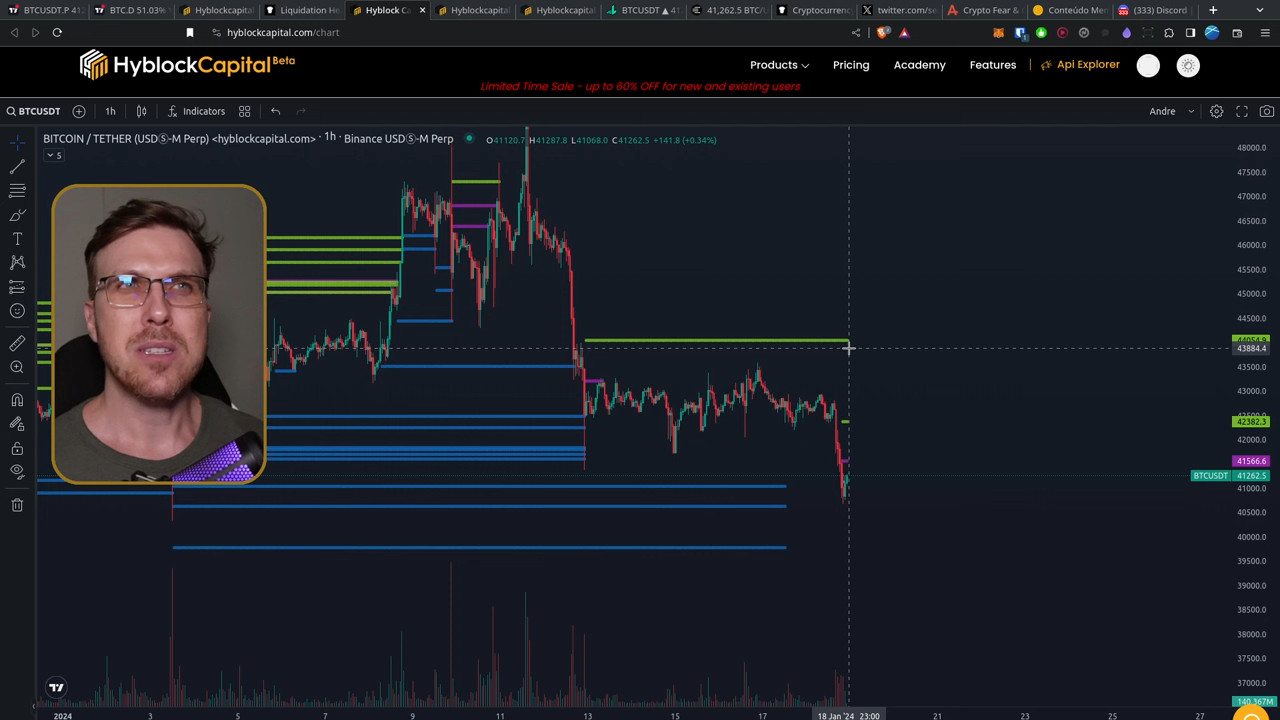 BTCUSDT.P 41
BTC.D 51.03%
Hyblockcapital
Liquidation He
Hyblock Ca
Hyblockcapital
Hyblockcapital
BTCUSDT ▲ 41
41,262.5 BTC/U
Cryptocurrenc
twitter.com/se
Crypto Fear &
Conteúdo Mem
(333) Discord
hyblockcapital.com/chart
HyblockCapital Beta
Products
Pricing
Academy
Features
Api Explorer
Limited Time Sale - up to 60% OFF for new and existing users
BTCUSDT
1h
Indicators
Andre
BITCOIN / TETHER (USDⓈ-M Perp) <hyblockcapital.com> · 1h · Binance USDⓈ-M Perp
O41120.7 H41287.8 L41068.0 C41262.5 +141.8 (+0.34%)
5
48000.0
47500.0
47000.0
46500.0
46000.0
45500.0
45000.0
44500.0
43884.4
43500.0
43000.0
42382.3
42000.0
41566.6
BTCUSDT 41262.5
41000.0
40500.0
40000.0
39500.0
39000.0
38500.0
38000.0
37500.0
37000.0
140.367M
2024 3 5 7 9 11 13 15 17 18 Jan '24 23:00 21 23 25 27